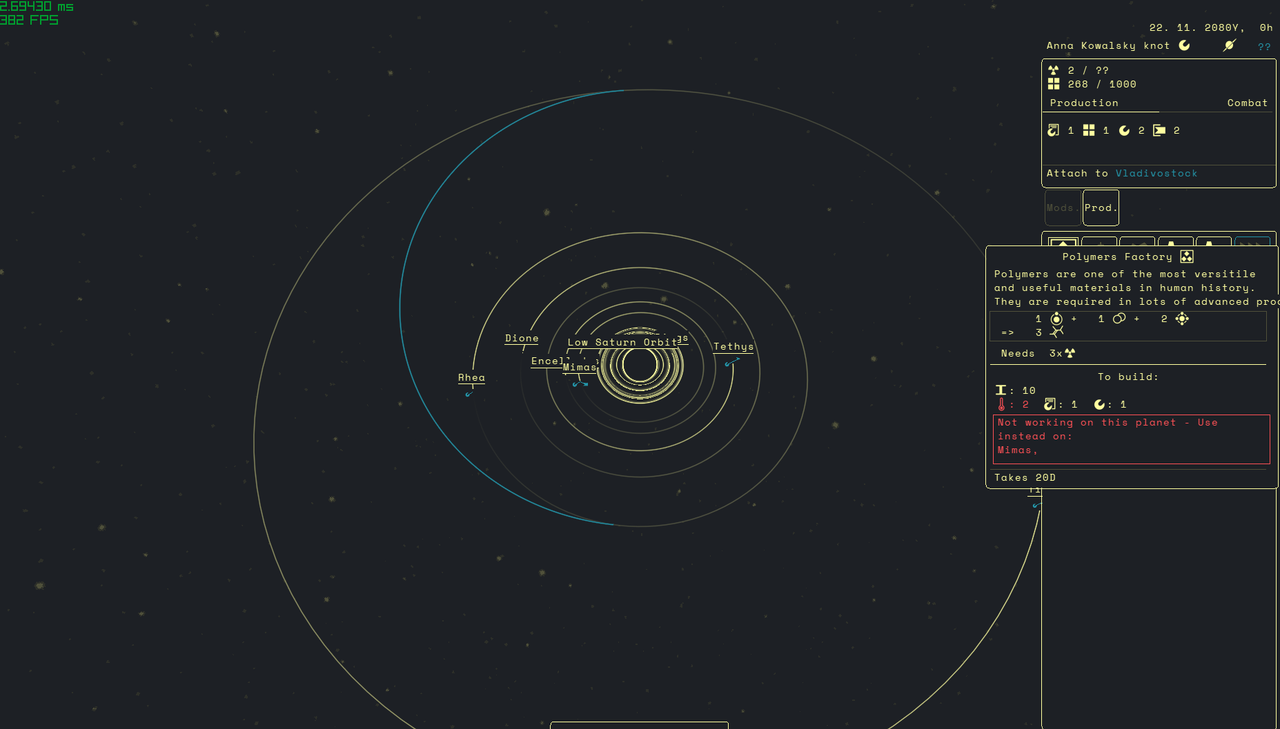 2.69430 ms
382 FPS
22. 11. 2080Y, 0h
Anna Kowalsky knot ??
2 / ??
268 / 1000
Production Combat
1 1 2 2
Attach to Vladivostock
Mods. Prod.
Polymers Factory
Polymers are one of the most versitile
and useful materials in human history.
They are required in lots of advanced
1 + 1 + 2
=> 3
Needs 3x
To build:
: 10
: 2 : 1 : 1
Not working on this planet - Use
instead on:
Mimas,
Takes 20D
Dione
Low Saturn Orbit
Tethys
Mimas
Rhea